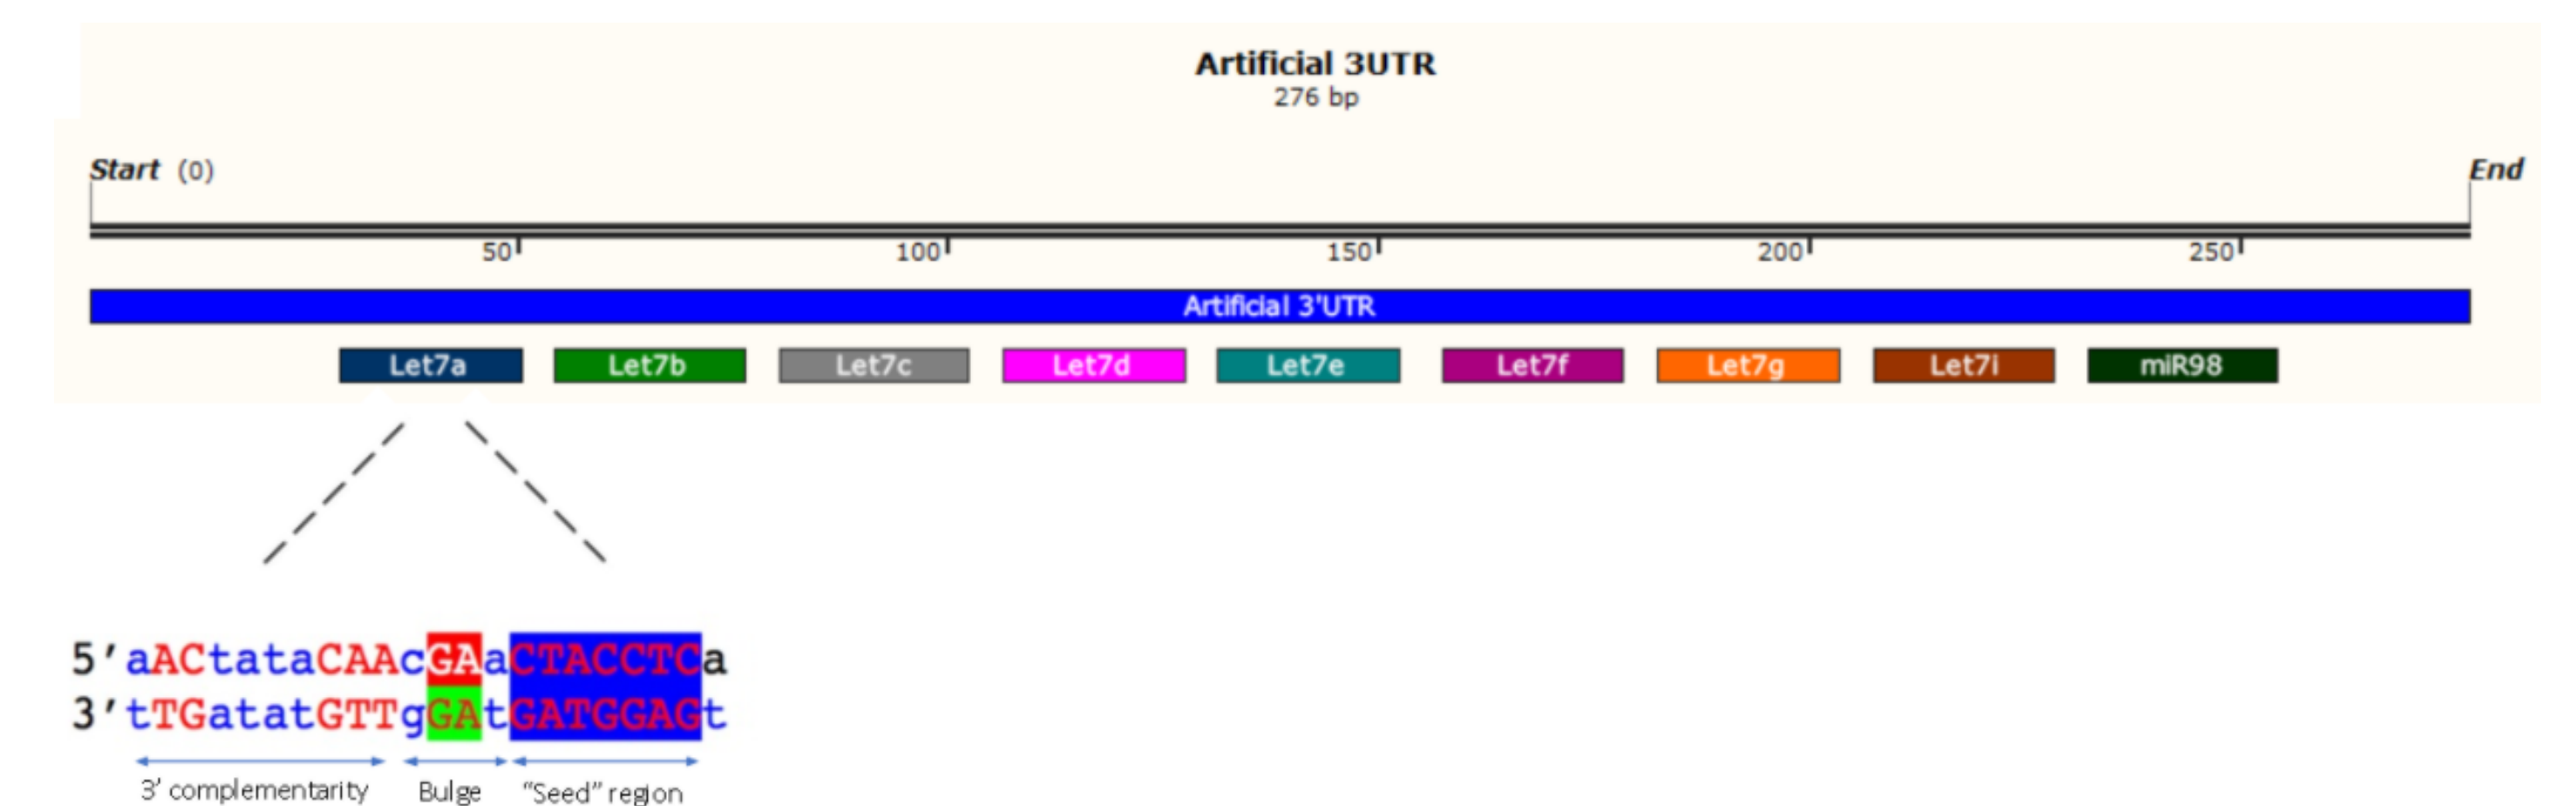 Artificial 3UTR
276 bp
Start (0) End
50 100 150 200 250
Artificial 3'UTR
Let7a Let7b Let7c Let7d Let7e Let7f Let7g Let7i miR98
5'aACtataCAAcGAaCTACCTCa
3'tTGatatGTTgGAtGATGGAGt
3' complementarity Bulge “Seed” region